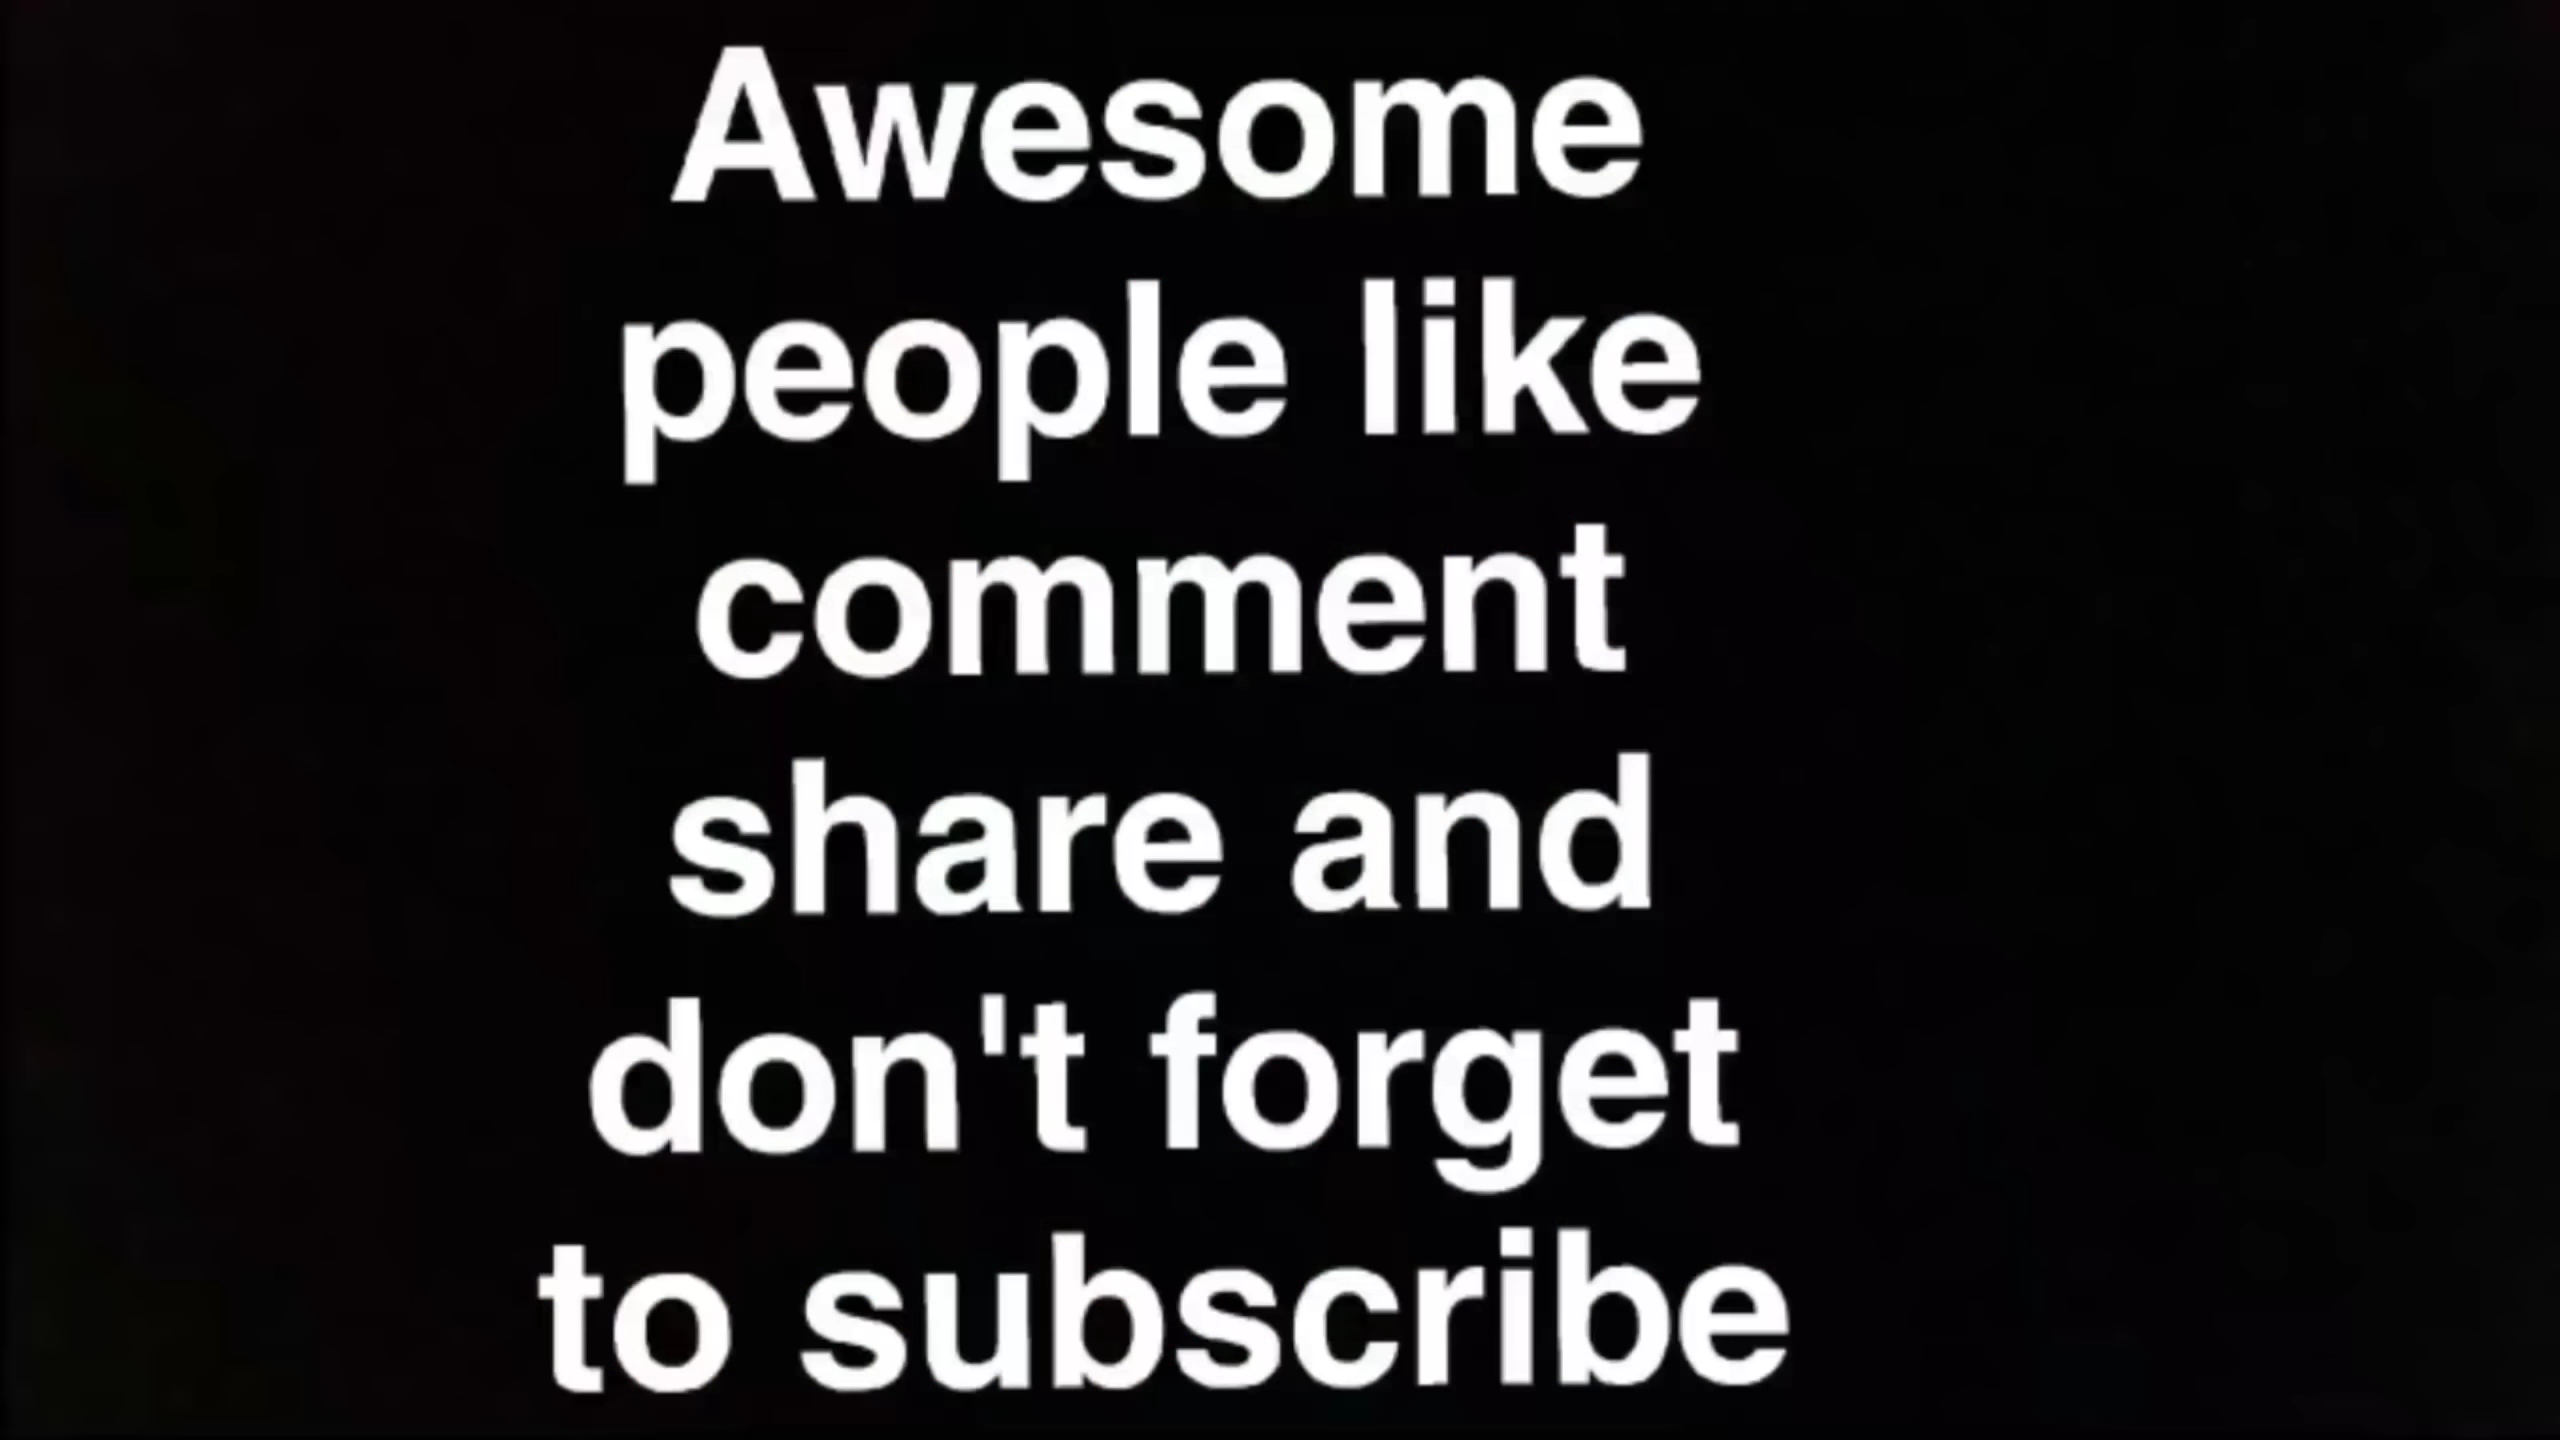 Awesome
people like
comment
share and
don't forget
to subscribe